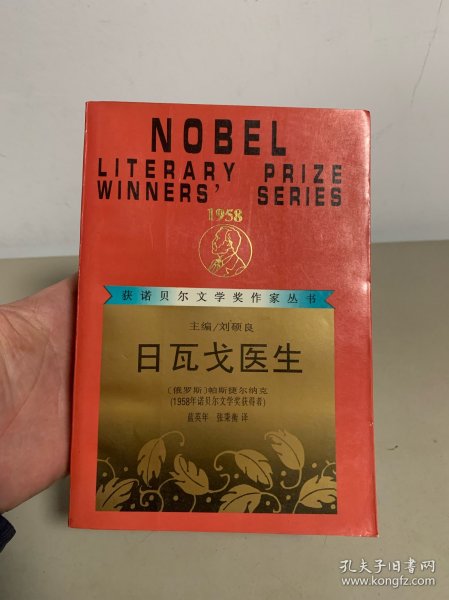 NOBEL
LITERARY PRIZE
WINNERS' SERIES
1958
获诺贝尔文学奖作家丛书
主编/刘硕良
日瓦戈医生
〔俄罗斯〕帕斯捷尔纳克
(1958年诺贝尔文学奖获得者)
蓝英年 张秉衡 译
孔夫子旧书网
www.kongfz.com